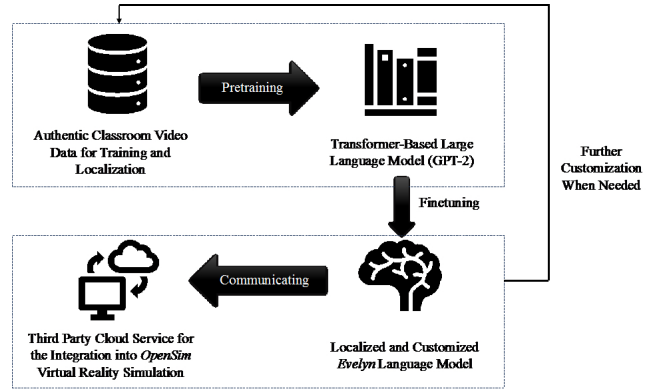 Pretraining
Authentic Classroom Video
Data for Training and
Localization
Transformer-Based Large
Language Model (GPT-2)
Further
Customization
When Needed
Finetuning
Communicating
Third Party Cloud Service for
the Integration into OpenSim
Virtual Reality Simulation
Localized and Customized
Evelyn Language Model